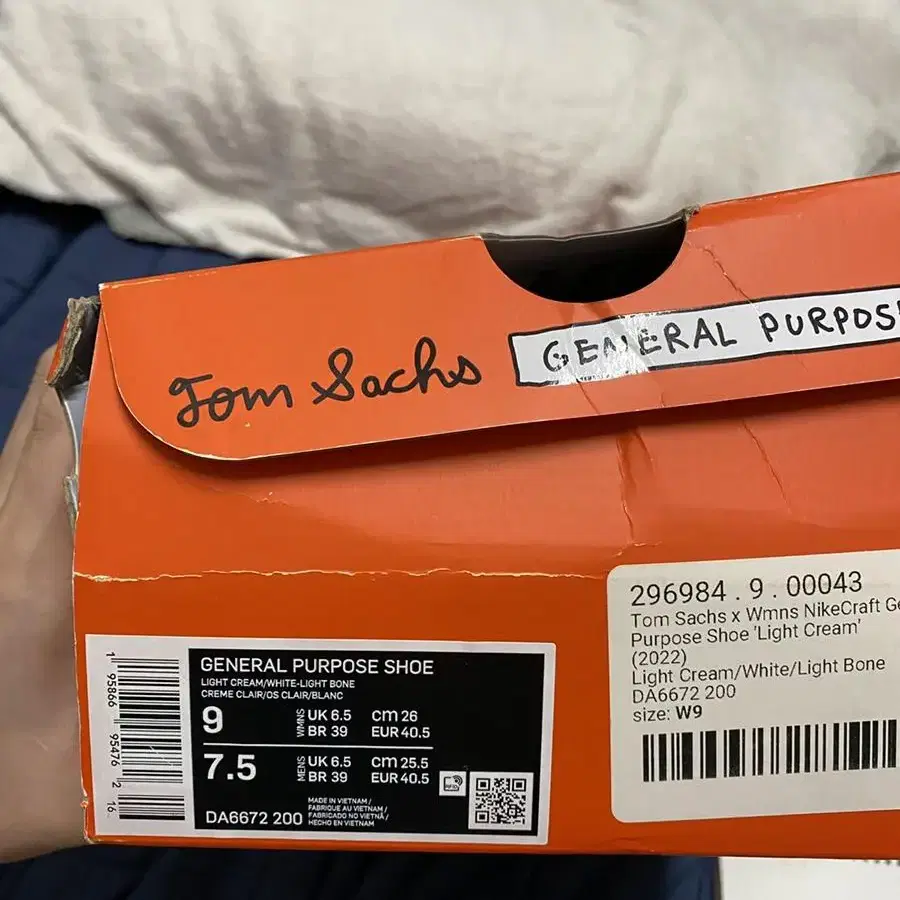 Tom Sachs
GENERAL PURPOS
GENERAL PURPOSE SHOE
LIGHT CREAM/WHITE-LIGHT BONE
CREME CLAIR/OS CLAIR/BLANC
9 WMNS UK 6.5 CM 26
BR 39 EUR 40.5
7.5 MENS UK 6.5 CM 25.5
BR 39 EUR 40.5
MADE IN VIETNAM /
FABRIQUE AU VIETNAM /
FABRICADO NO VIETNÃ /
HECHO EN VIETNAM
DA6672 200
1 95866 95476 2 16
296984 . 9 . 00043
Tom Sachs x Wmns NikeCraft Ge
Purpose Shoe 'Light Cream'
(2022)
Light Cream/White/Light Bone
DA6672 200
size: W9